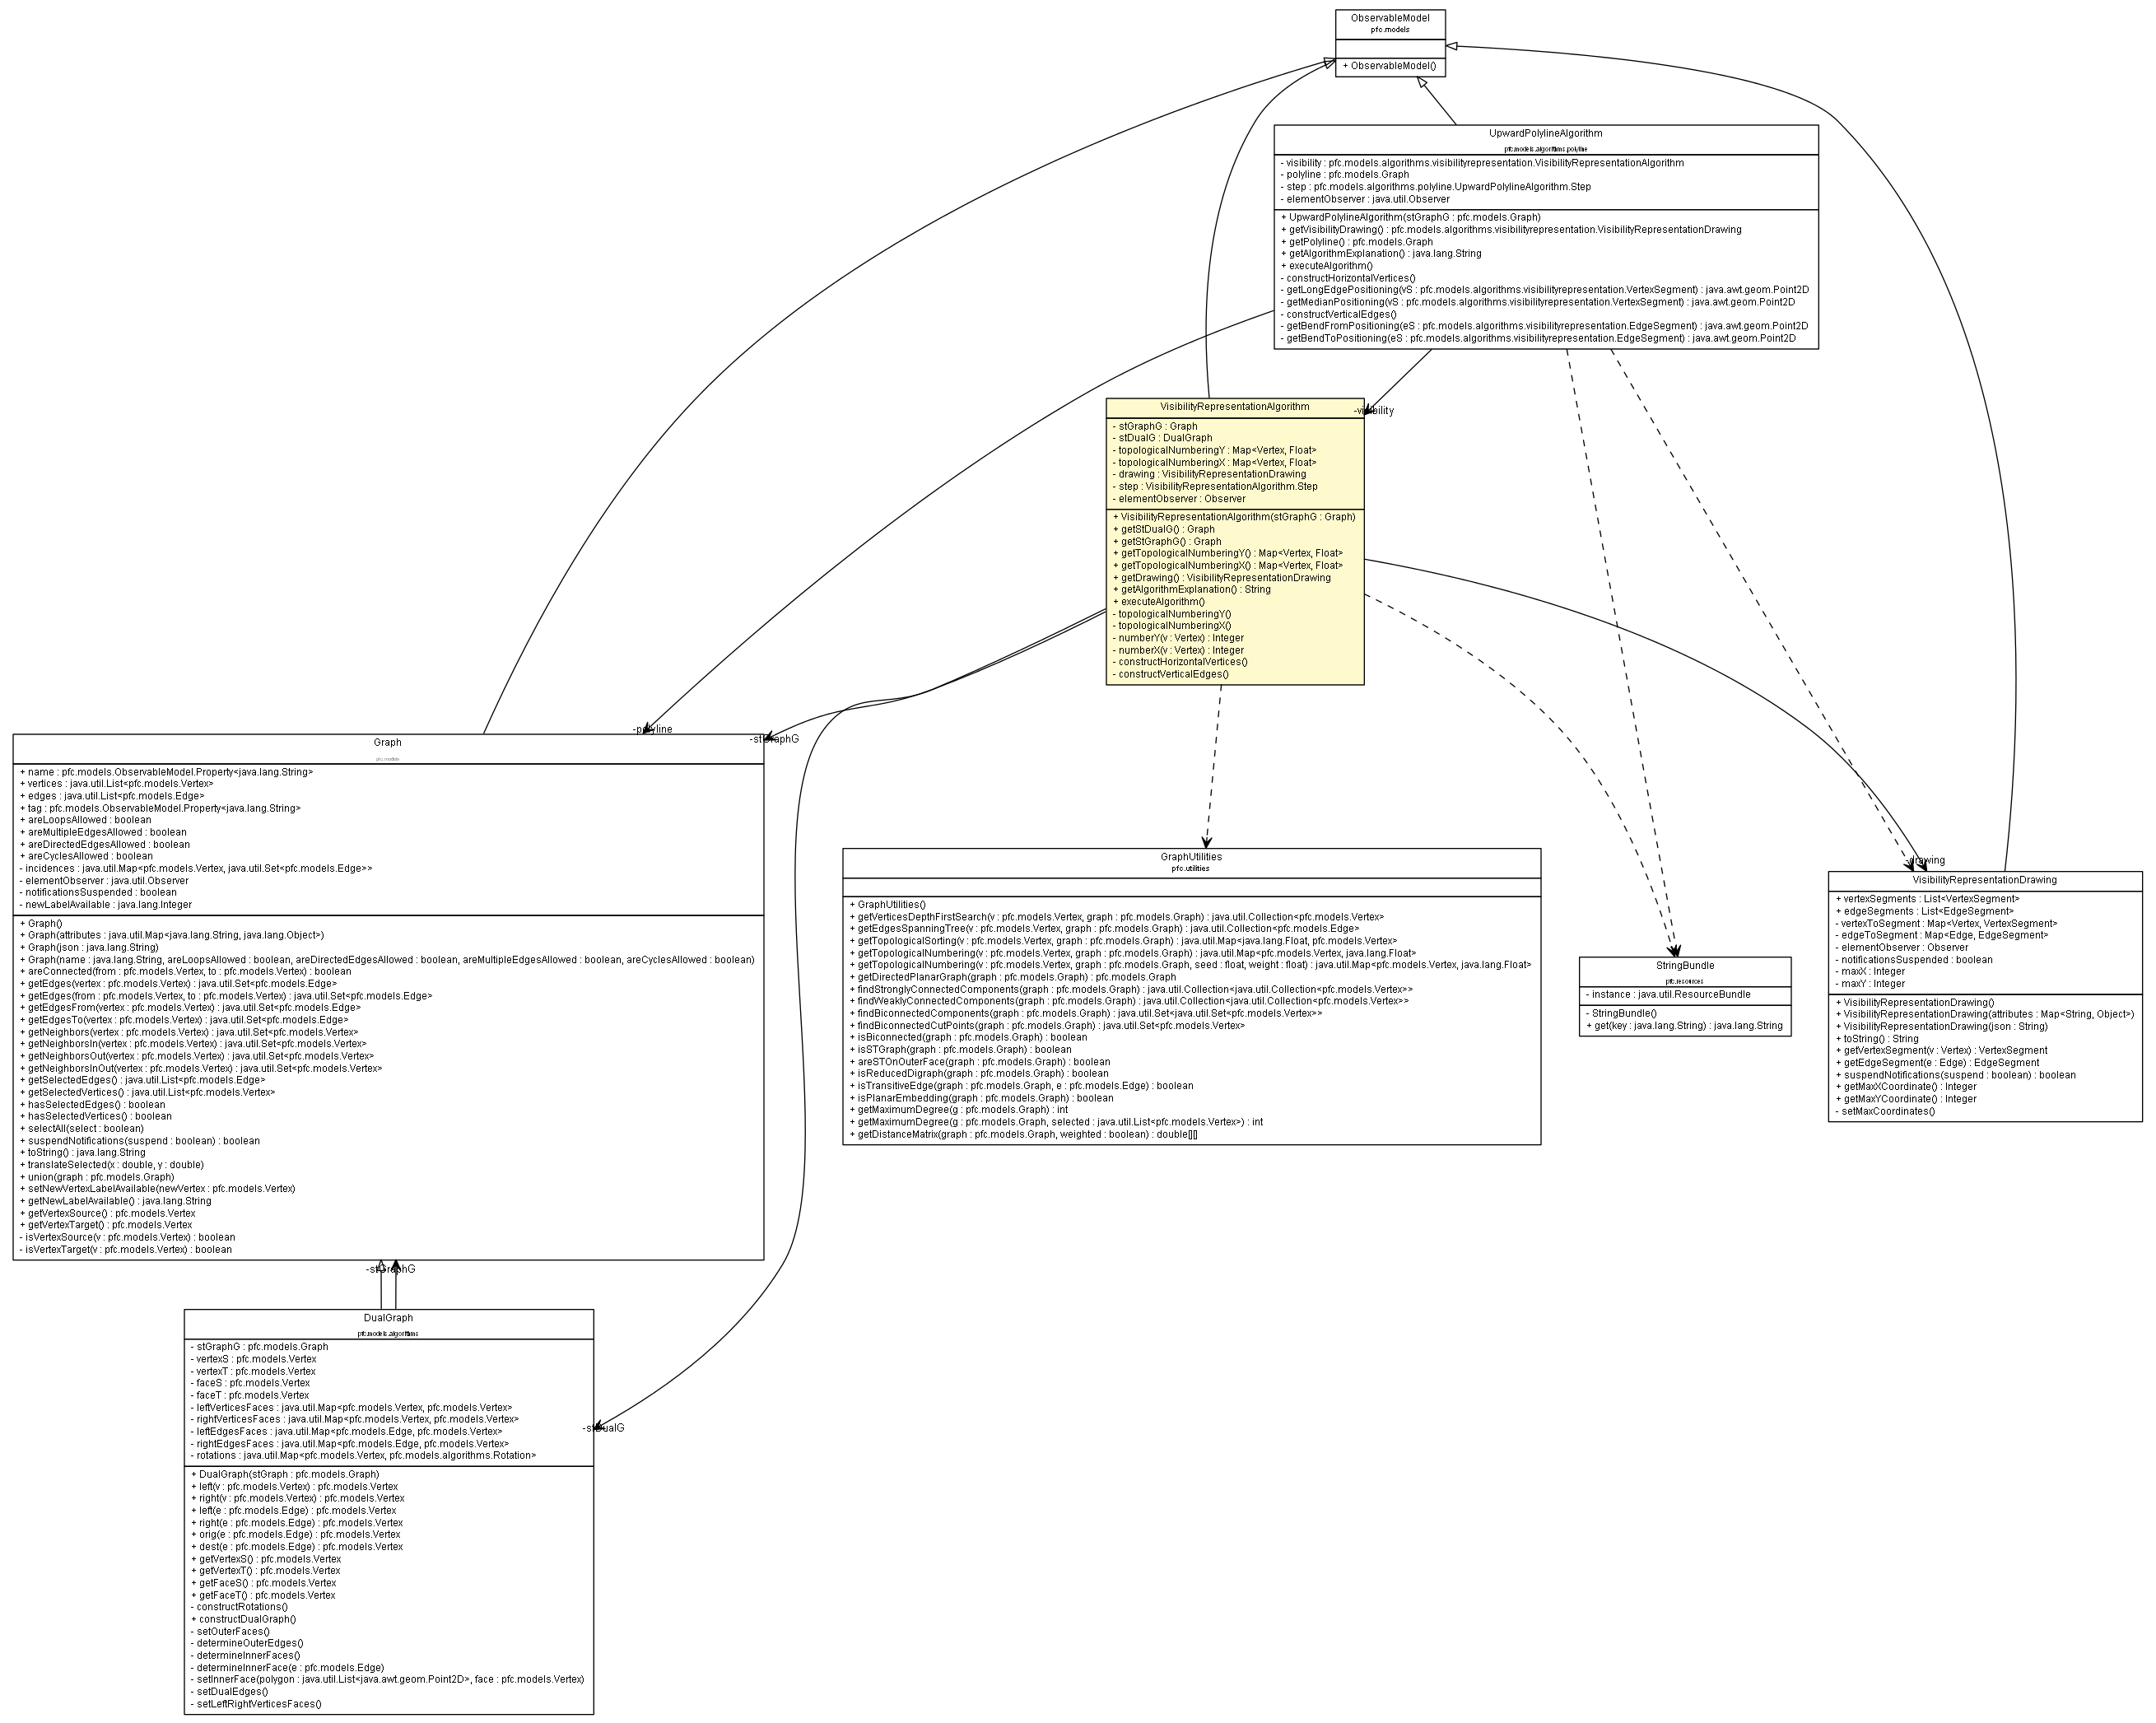 ObservableModel
pfc.models
+ ObservableModel()
UpwardPolylineAlgorithm
pfc.models.algorithms.polyline
- visibility : pfc.models.algorithms.visibilityrepresentation.VisibilityRepresentationAlgorithm
- polyline : pfc.models.Graph
- step : pfc.models.algorithms.polyline.UpwardPolylineAlgorithm.Step
- elementObserver : java.util.Observer
+ UpwardPolylineAlgorithm(stGraphG : pfc.models.Graph)
+ getVisibilityDrawing() : pfc.models.algorithms.visibilityrepresentation.VisibilityRepresentationDrawing
+ getPolyline() : pfc.models.Graph
+ getAlgorithmExplanation() : java.lang.String
+ executeAlgorithm()
- constructHorizontalVertices()
- getLongEdgePositioning(vS : pfc.models.algorithms.visibilityrepresentation.VertexSegment) : java.awt.geom.Point2D
- getMedianPositioning(vS : pfc.models.algorithms.visibilityrepresentation.VertexSegment) : java.awt.geom.Point2D
- constructVerticalEdges()
- getBendFromPositioning(eS : pfc.models.algorithms.visibilityrepresentation.EdgeSegment) : java.awt.geom.Point2D
- getBendToPositioning(eS : pfc.models.algorithms.visibilityrepresentation.EdgeSegment) : java.awt.geom.Point2D
-visibility
VisibilityRepresentationAlgorithm
- stGraphG : Graph
- stDualG : DualGraph
- topologicalNumberingY : Map<Vertex, Float>
- topologicalNumberingX : Map<Vertex, Float>
- drawing : VisibilityRepresentationDrawing
- step : VisibilityRepresentationAlgorithm.Step
- elementObserver : Observer
+ VisibilityRepresentationAlgorithm(stGraphG : Graph)
+ getStDualG() : Graph
+ getStGraphG() : Graph
+ getTopologicalNumberingY() : Map<Vertex, Float>
+ getTopologicalNumberingX() : Map<Vertex, Float>
+ getDrawing() : VisibilityRepresentationDrawing
+ getAlgorithmExplanation() : String
+ executeAlgorithm()
- topologicalNumberingY()
- topologicalNumberingX()
- numberY(v : Vertex) : Integer
- numberX(v : Vertex) : Integer
- constructHorizontalVertices()
- constructVerticalEdges()
-polyline
-stGraphG
Graph
pfc.models
+ name : pfc.models.ObservableModel.Property<java.lang.String>
+ vertices : java.util.List<pfc.models.Vertex>
+ edges : java.util.List<pfc.models.Edge>
+ tag : pfc.models.ObservableModel.Property<java.lang.String>
+ areLoopsAllowed : boolean
+ areMultipleEdgesAllowed : boolean
+ areDirectedEdgesAllowed : boolean
+ areCyclesAllowed : boolean
- incidences : java.util.Map<pfc.models.Vertex, java.util.Set<pfc.models.Edge>>
- elementObserver : java.util.Observer
- notificationsSuspended : boolean
- newLabelAvailable : java.lang.Integer
+ Graph()
+ Graph(attributes : java.util.Map<java.lang.String, java.lang.Object>)
+ Graph(json : java.lang.String)
+ Graph(name : java.lang.String, areLoopsAllowed : boolean, areDirectedEdgesAllowed : boolean, areMultipleEdgesAllowed : boolean, areCyclesAllowed : boolean)
+ areConnected(from : pfc.models.Vertex, to : pfc.models.Vertex) : boolean
+ getEdges(vertex : pfc.models.Vertex) : java.util.Set<pfc.models.Edge>
+ getEdges(from : pfc.models.Vertex, to : pfc.models.Vertex) : java.util.Set<pfc.models.Edge>
+ getEdgesFrom(vertex : pfc.models.Vertex) : java.util.Set<pfc.models.Edge>
+ getEdgesTo(vertex : pfc.models.Vertex) : java.util.Set<pfc.models.Edge>
+ getNeighbors(vertex : pfc.models.Vertex) : java.util.Set<pfc.models.Vertex>
+ getNeighborsIn(vertex : pfc.models.Vertex) : java.util.Set<pfc.models.Vertex>
+ getNeighborsOut(vertex : pfc.models.Vertex) : java.util.Set<pfc.models.Vertex>
+ getNeighborsInOut(vertex : pfc.models.Vertex) : java.util.Set<pfc.models.Vertex>
+ getSelectedEdges() : java.util.List<pfc.models.Edge>
+ getSelectedVertices() : java.util.List<pfc.models.Vertex>
+ hasSelectedEdges() : boolean
+ hasSelectedVertices() : boolean
+ selectAll(select : boolean)
+ suspendNotifications(suspend : boolean) : boolean
+ toString() : java.lang.String
+ translateSelected(x : double, y : double)
+ union(graph : pfc.models.Graph)
+ setNewVertexLabelAvailable(newVertex : pfc.models.Vertex)
+ getNewLabelAvailable() : java.lang.String
+ getVertexSource() : pfc.models.Vertex
+ getVertexTarget() : pfc.models.Vertex
- isVertexSource(v : pfc.models.Vertex) : boolean
- isVertexTarget(v : pfc.models.Vertex) : boolean
GraphUtilities
pfc.utilities
+ GraphUtilities()
+ getVerticesDepthFirstSearch(v : pfc.models.Vertex, graph : pfc.models.Graph) : java.util.Collection<pfc.models.Vertex>
+ getEdgesSpanningTree(v : pfc.models.Vertex, graph : pfc.models.Graph) : java.util.Collection<pfc.models.Edge>
+ getTopologicalSorting(v : pfc.models.Vertex, graph : pfc.models.Graph) : java.util.Map<java.lang.Float, pfc.models.Vertex>
+ getTopologicalNumbering(v : pfc.models.Vertex, graph : pfc.models.Graph) : java.util.Map<pfc.models.Vertex, java.lang.Float>
+ getTopologicalNumbering(v : pfc.models.Vertex, graph : pfc.models.Graph, seed : float, weight : float) : java.util.Map<pfc.models.Vertex, java.lang.Float>
+ getDirectedPlanarGraph(graph : pfc.models.Graph) : pfc.models.Graph
+ findStronglyConnectedComponents(graph : pfc.models.Graph) : java.util.Collection<java.util.Collection<pfc.models.Vertex>>
+ findWeaklyConnectedComponents(graph : pfc.models.Graph) : java.util.Collection<java.util.Collection<pfc.models.Vertex>>
+ findBiconnectedComponents(graph : pfc.models.Graph) : java.util.Set<java.util.Set<pfc.models.Vertex>>
+ findBiconnectedCutPoints(graph : pfc.models.Graph) : java.util.Set<pfc.models.Vertex>
+ isBiconnected(graph : pfc.models.Graph) : boolean
+ isSTGraph(graph : pfc.models.Graph) : boolean
+ areSTOnOuterFace(graph : pfc.models.Graph) : boolean
+ isReducedDigraph(graph : pfc.models.Graph) : boolean
+ isTransitiveEdge(graph : pfc.models.Graph, e : pfc.models.Edge) : boolean
+ isPlanarEmbedding(graph : pfc.models.Graph) : boolean
+ getMaximumDegree(g : pfc.models.Graph) : int
+ getMaximumDegree(g : pfc.models.Graph, selected : java.util.List<pfc.models.Vertex>) : int
+ getDistanceMatrix(graph : pfc.models.Graph, weighted : boolean) : double[][]
StringBundle
pfc.resources
- instance : java.util.ResourceBundle
- StringBundle()
+ get(key : java.lang.String) : java.lang.String
-drawing
VisibilityRepresentationDrawing
+ vertexSegments : List<VertexSegment>
+ edgeSegments : List<EdgeSegment>
- vertexToSegment : Map<Vertex, VertexSegment>
- edgeToSegment : Map<Edge, EdgeSegment>
- elementObserver : Observer
- notificationsSuspended : boolean
- maxX : Integer
- maxY : Integer
+ VisibilityRepresentationDrawing()
+ VisibilityRepresentationDrawing(attributes : Map<String, Object>)
+ VisibilityRepresentationDrawing(json : String)
+ toString() : String
+ getVertexSegment(v : Vertex) : VertexSegment
+ getEdgeSegment(e : Edge) : EdgeSegment
+ suspendNotifications(suspend : boolean) : boolean
+ getMaxXCoordinate() : Integer
+ getMaxYCoordinate() : Integer
- setMaxCoordinates()
-stGraphG
DualGraph
pfc.models.algorithms
- stGraphG : pfc.models.Graph
- vertexS : pfc.models.Vertex
- vertexT : pfc.models.Vertex
- faceS : pfc.models.Vertex
- faceT : pfc.models.Vertex
- leftVerticesFaces : java.util.Map<pfc.models.Vertex, pfc.models.Vertex>
- rightVerticesFaces : java.util.Map<pfc.models.Vertex, pfc.models.Vertex>
- leftEdgesFaces : java.util.Map<pfc.models.Edge, pfc.models.Vertex>
- rightEdgesFaces : java.util.Map<pfc.models.Edge, pfc.models.Vertex>
- rotations : java.util.Map<pfc.models.Vertex, pfc.models.algorithms.Rotation>
-stDualG
+ DualGraph(stGraph : pfc.models.Graph)
+ left(v : pfc.models.Vertex) : pfc.models.Vertex
+ right(v : pfc.models.Vertex) : pfc.models.Vertex
+ left(e : pfc.models.Edge) : pfc.models.Vertex
+ right(e : pfc.models.Edge) : pfc.models.Vertex
+ orig(e : pfc.models.Edge) : pfc.models.Vertex
+ dest(e : pfc.models.Edge) : pfc.models.Vertex
+ getVertexS() : pfc.models.Vertex
+ getVertexT() : pfc.models.Vertex
+ getFaceS() : pfc.models.Vertex
+ getFaceT() : pfc.models.Vertex
- constructRotations()
+ constructDualGraph()
- setOuterFaces()
- determineOuterEdges()
- determineInnerFaces()
- determineInnerFace(e : pfc.models.Edge)
- setInnerFace(polygon : java.util.List<java.awt.geom.Point2D>, face : pfc.models.Vertex)
- setDualEdges()
- setLeftRightVerticesFaces()